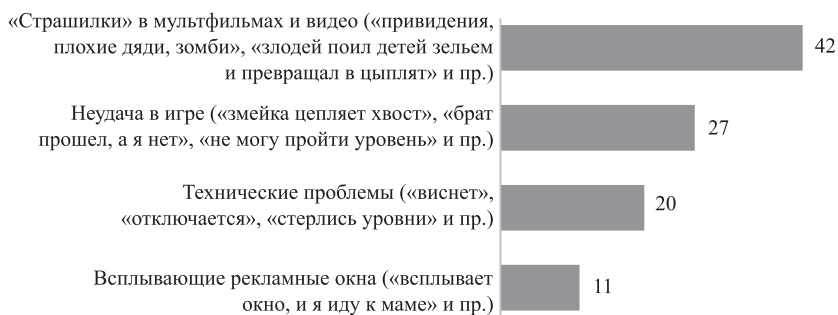 «Страшилки» в мультфильмах и видео («привидения,
плохие дяди, зомби», «злодей поил детей зельем
и превращал в цыплят» и пр.)
42
Неудача в игре («змейка цепляет хвост», «брат
прошел, а я нет», «не могу пройти уровень» и пр.)
27
Технические проблемы («виснет»,
«отключается», «стерлись уровни» и пр.)
20
Всплывающие рекламные окна («всплывает
окно, и я иду к маме» и пр.)
11